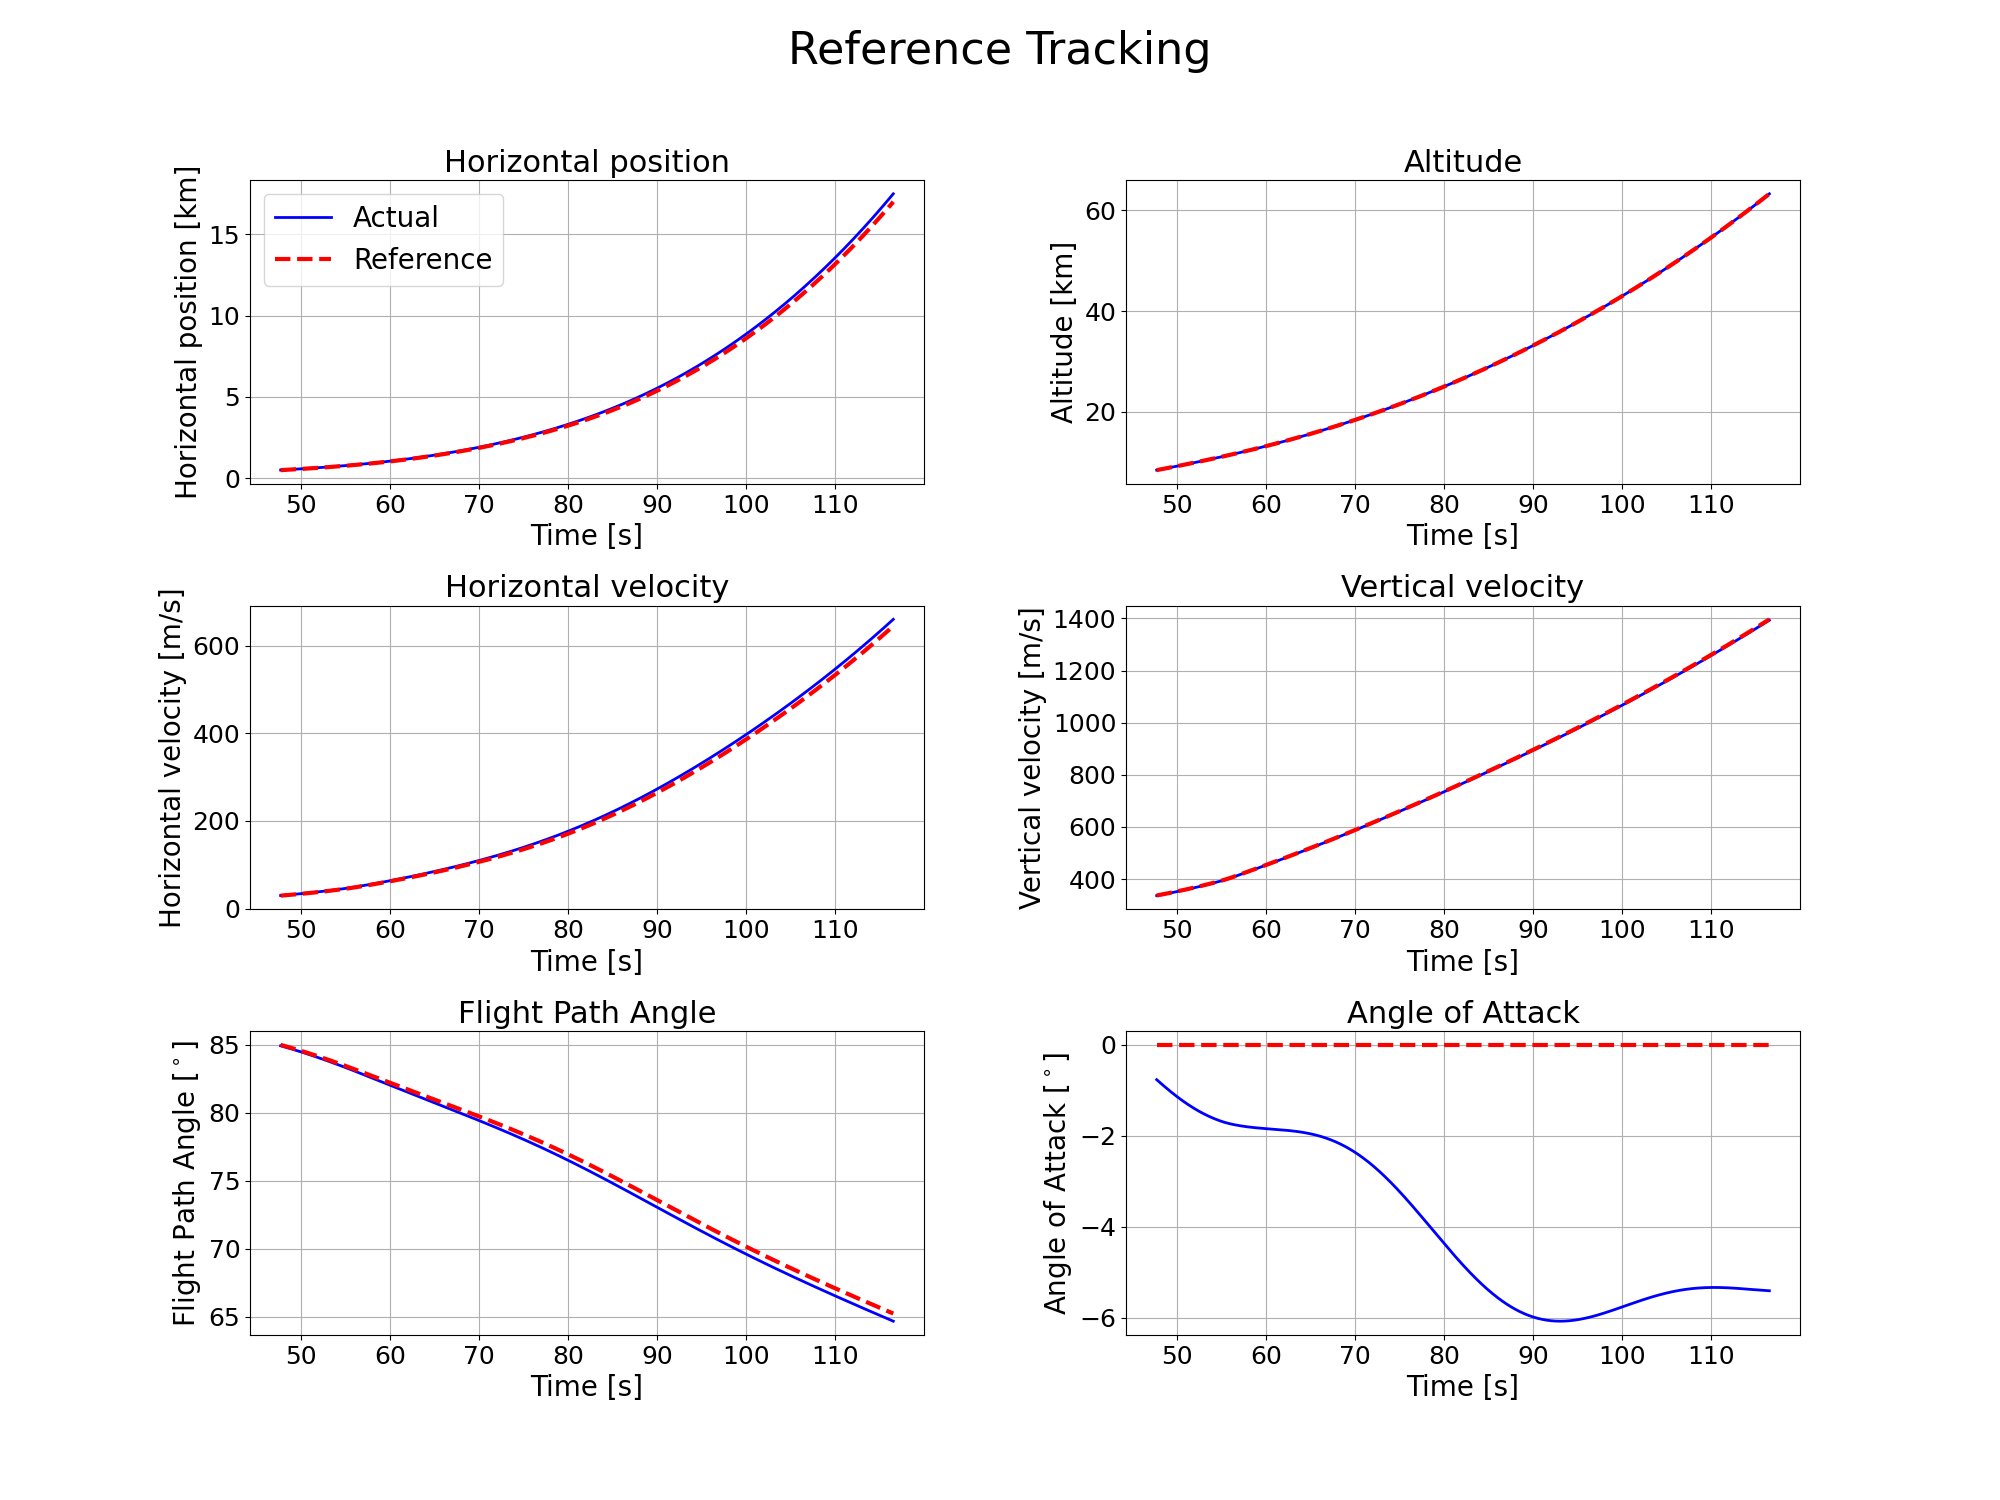 Reference Tracking
Horizontal position
Horizontal position [km]
15
10
5
0
Actual
Reference
50 60 70 80 90 100 110
Time [s]
Altitude
Altitude [km]
60
40
20
50 60 70 80 90 100 110
Time [s]
Horizontal velocity
Horizontal velocity [m/s]
600
400
200
0
50 60 70 80 90 100 110
Time [s]
Vertical velocity
Vertical velocity [m/s]
1400
1200
1000
800
600
400
50 60 70 80 90 100 110
Time [s]
Flight Path Angle
Flight Path Angle [°]
85
80
75
70
65
50 60 70 80 90 100 110
Time [s]
Angle of Attack
Angle of Attack [°]
0
−2
−4
−6
50 60 70 80 90 100 110
Time [s]